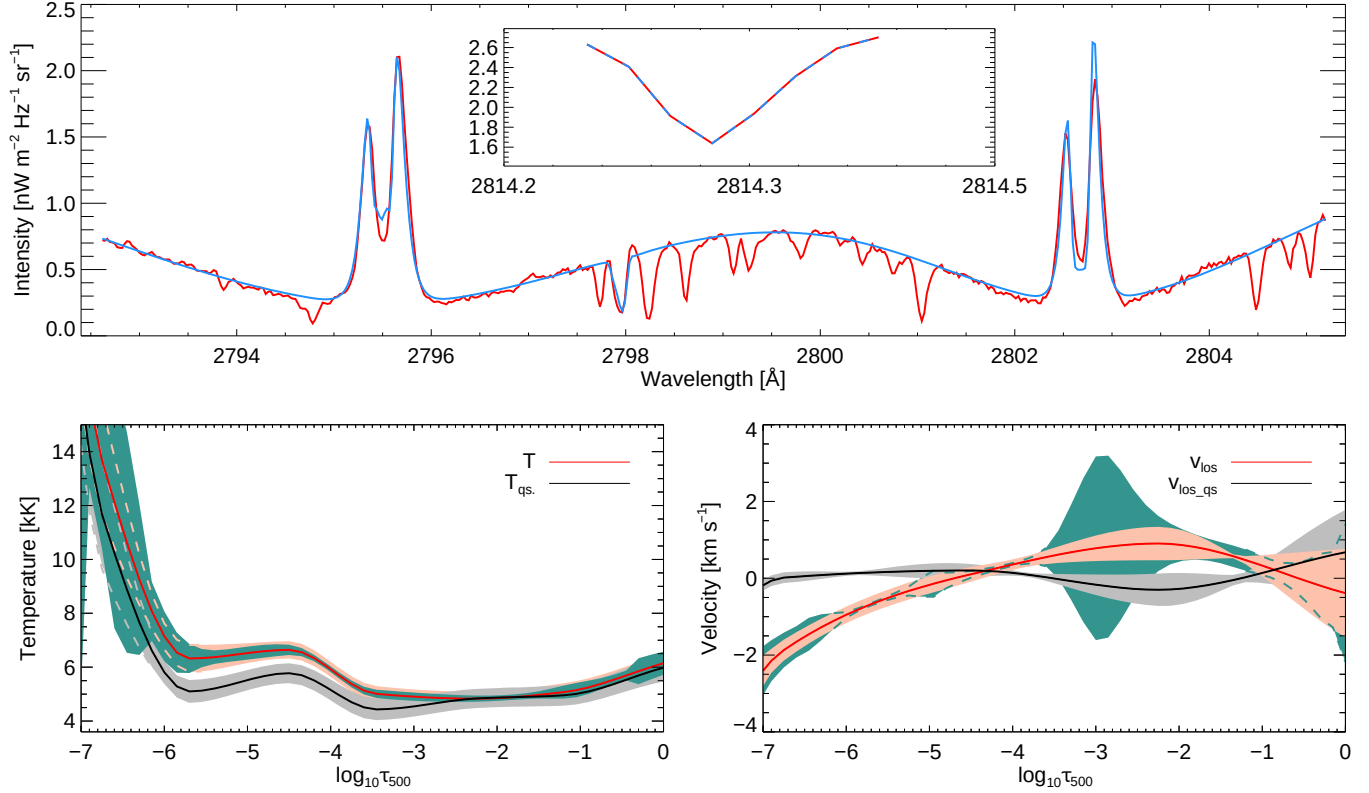 2.5
2.0
1.5
1.0
0.5
0.0
Intensity [nW m⁻² Hz⁻¹ sr⁻¹]
2.6
2.4
2.2
2.0
1.8
1.6
2814.2 2814.3 2814.5
2794 2796 2798 2800 2802 2804
Wavelength [Å]
14
12
10
8
6
4
Temperature [kK]
T
T_qs.
−7 −6 −5 −4 −3 −2 −1 0
log₁₀τ₅₀₀
4
2
0
−2
−4
Velocity [km s⁻¹]
v_los
v_los_qs
−7 −6 −5 −4 −3 −2 −1 0
log₁₀τ₅₀₀